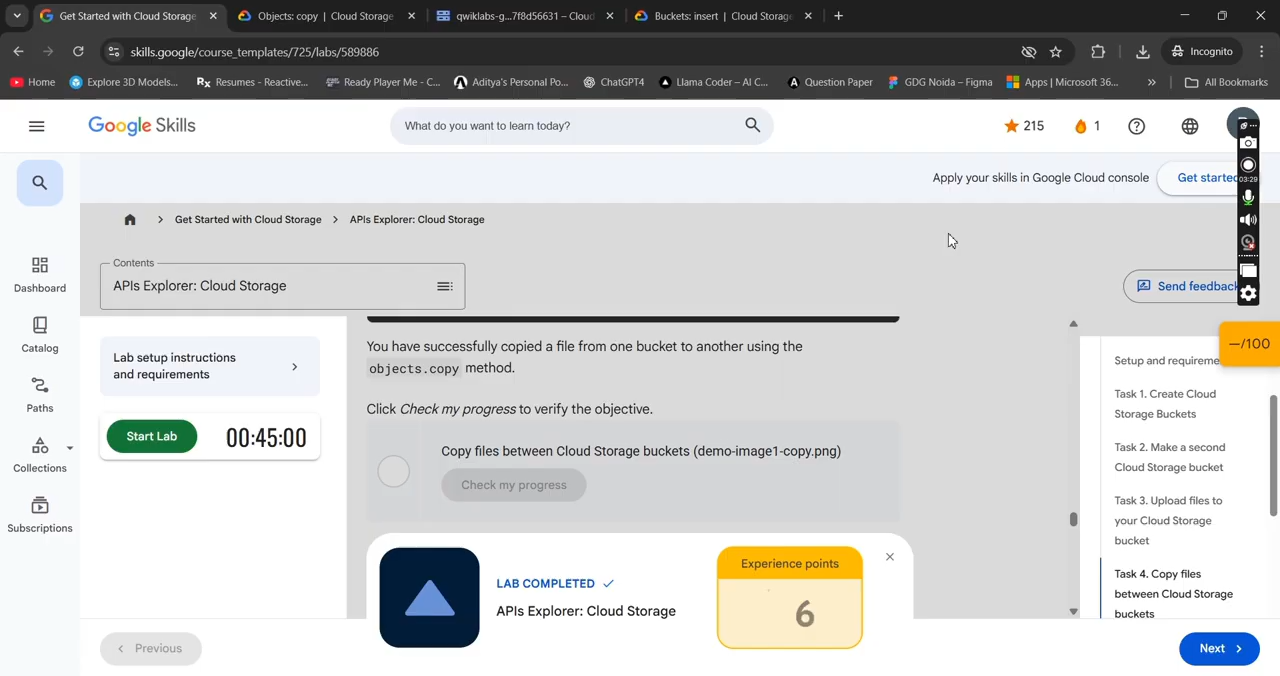 Get Started with Cloud Storage
Objects: copy | Cloud Storage
qwiklabs-g...7f8d56631 – Cloud
Buckets: insert | Cloud Storage
skills.google/course_templates/725/labs/589886
Incognito
Home
Explore 3D Models...
Resumes - Reactive...
Ready Player Me - C...
Aditya's Personal Po...
ChatGPT4
Llama Coder – AI C...
Question Paper
GDG Noida – Figma
Apps | Microsoft 36...
All Bookmarks
Google Skills
What do you want to learn today?
215
1
Apply your skills in Google Cloud console
Get started
03:29
Get Started with Cloud Storage
APIs Explorer: Cloud Storage
Contents
APIs Explorer: Cloud Storage
Send feedback
Dashboard
Catalog
Paths
Collections
Subscriptions
Lab setup instructions
and requirements
Start Lab
00:45:00
You have successfully copied a file from one bucket to another using the
objects.copy method.
Click Check my progress to verify the objective.
Copy files between Cloud Storage buckets (demo-image1-copy.png)
Check my progress
LAB COMPLETED
APIs Explorer: Cloud Storage
Experience points
6
—/100
Setup and requireme
Task 1. Create Cloud
Storage Buckets
Task 2. Make a second
Cloud Storage bucket
Task 3. Upload files to
your Cloud Storage
bucket
Task 4. Copy files
between Cloud Storage
buckets
Previous
Next